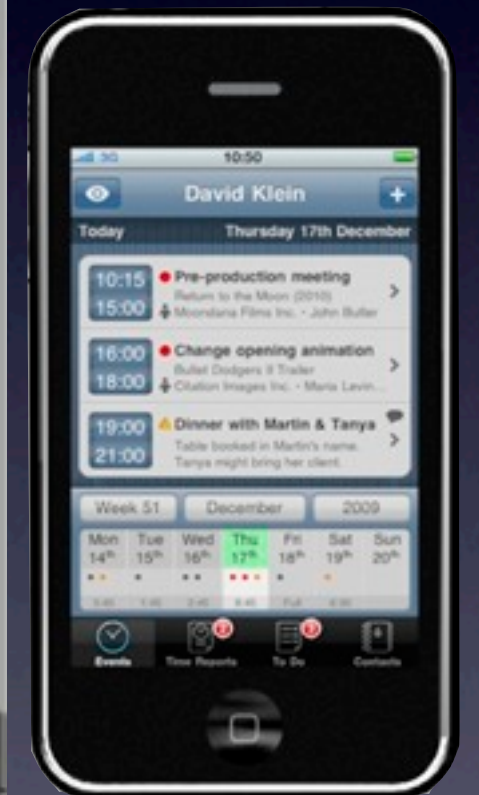 3G
10:50
David Klein
+
Today Thursday 17th December
10:15 Pre-production meeting
Return to the Moon (2010)
15:00 Moondana Films Inc. • John Butler
16:00 Change opening animation
Bullet Dodgers II Trailer
18:00 Citation Images Inc. • Maria Levin...
19:00 Dinner with Martin & Tanya
Table booked in Martin's name.
21:00 Tanya might bring her client.
Week 51 December 2009
Mon Tue Wed Thu Fri Sat Sun
14th 15th 16th 17th 18th 19th 20th
Full
Events Time Reports To Do Contacts